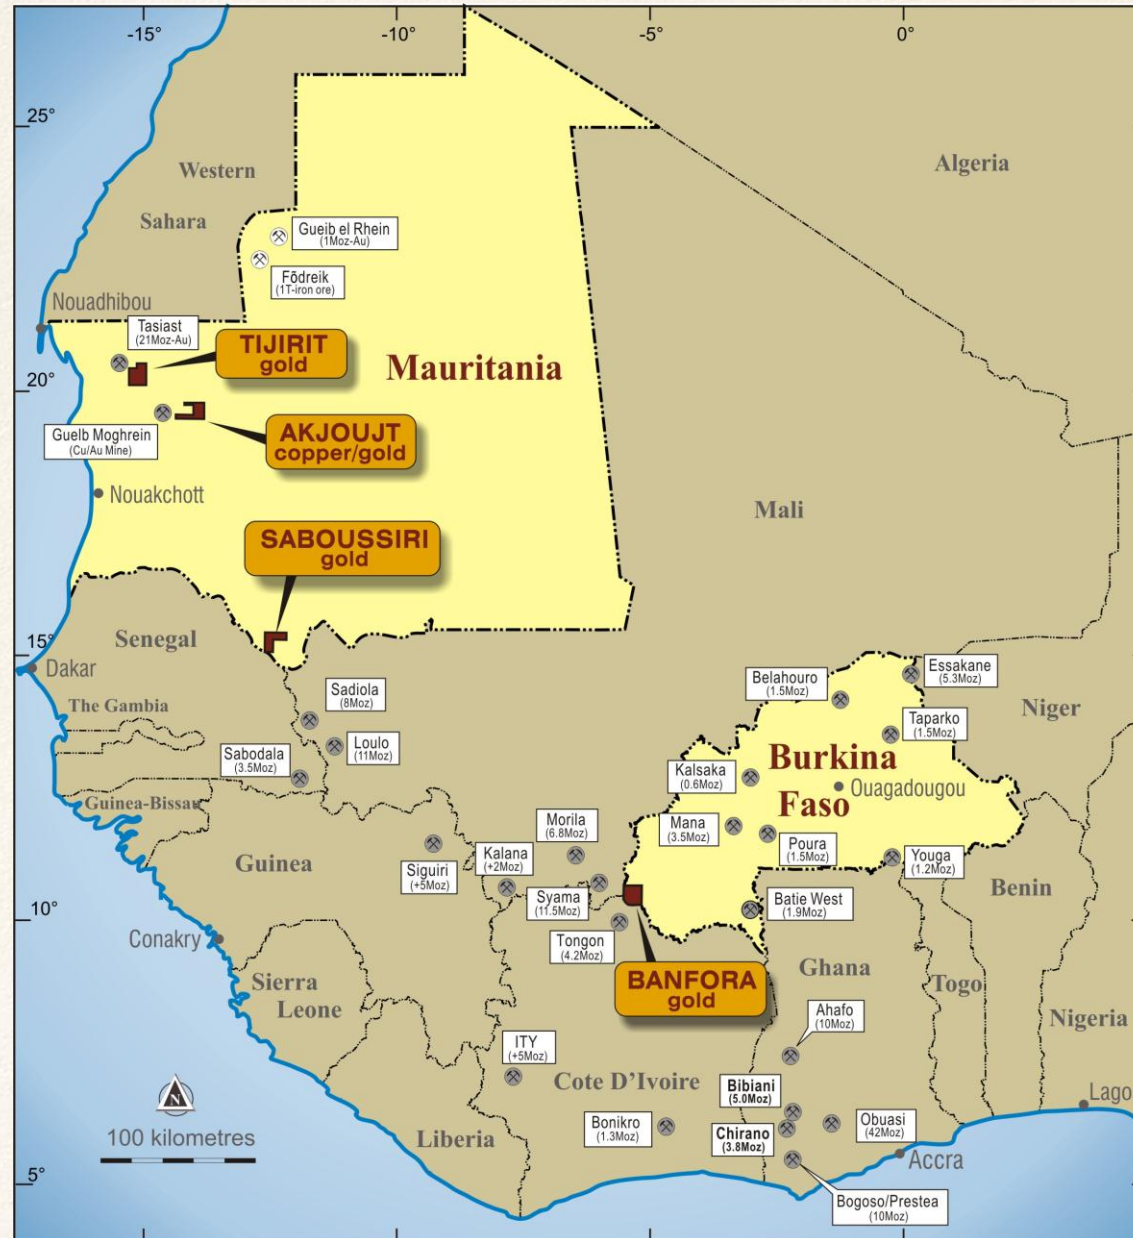 -15°
-10°
-5°
0°
25°
Algeria
Western
Sahara
Gueib el Rhein
(1Moz-Au)
Fōdreik
(1T-iron ore)
Nouadhibou
Tasiast
(21Moz-Au)
TIJIRIT
gold
Mauritania
20°
AKJOUJT
copper/gold
Guelb Moghrein
(Cu/Au Mine)
Nouakchott
Mali
SABOUSSIRI
gold
15°
Senegal
Dakar
Belahouro
(1.5Moz)
Essakane
(5.3Moz)
Sadiola
(8Moz)
The Gambia
Niger
Taparko
(1.5Moz)
Loulo
(11Moz)
Sabodala
(3.5Moz)
Burkina
Faso
Kalsaka
(0.6Moz)
Ouagadougou
Guinea-Bissau
Mana
(3.5Moz)
Morila
(6.8Moz)
Poura
(1.5Moz)
Guinea
Kalana
(+2Moz)
Siguiri
(+5Moz)
Youga
(1.2Moz)
Benin
Syama
(11.5Moz)
Batie West
(1.9Moz)
10°
Conakry
Tongon
(4.2Moz)
Ghana
BANFORA
gold
Sierra
Leone
Togo
Nigeria
Ahafo
(10Moz)
ITY
(+5Moz)
Cote D'Ivoire
Bibiani
(5.0Moz)
Lago
N
100 kilometres
Liberia
Bonikro
(1.3Moz)
Chirano
(3.8Moz)
Obuasi
(42Moz)
Accra
5°
Bogoso/Prestea
(10Moz)